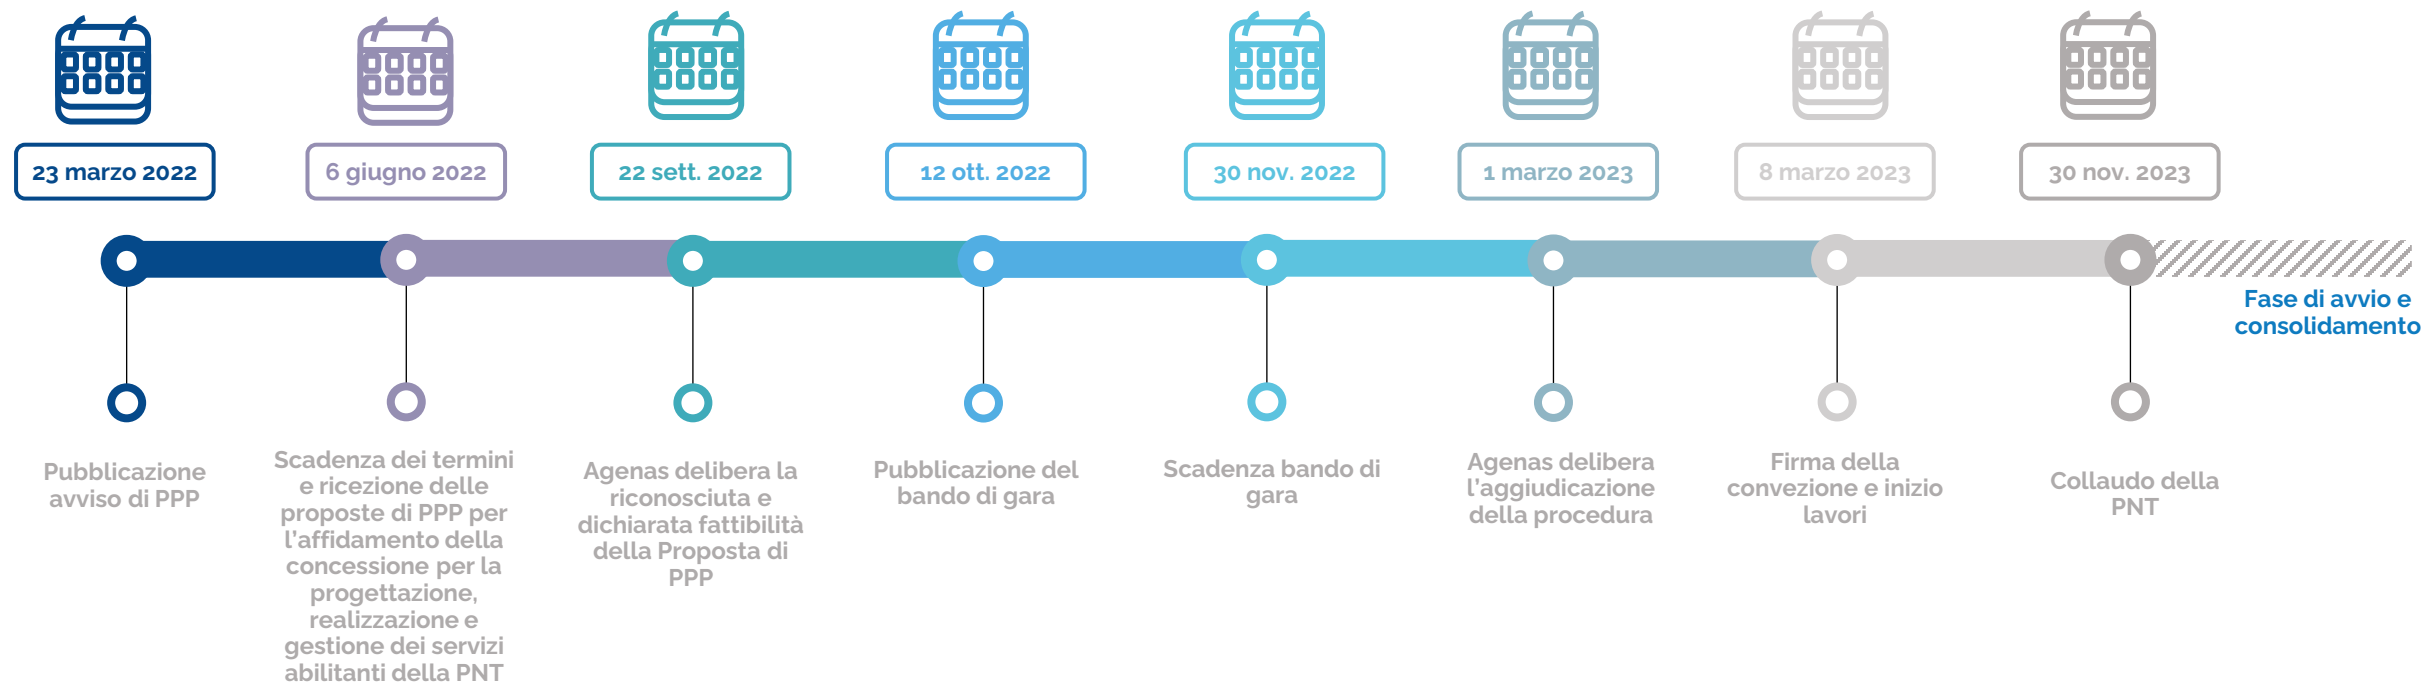 23 marzo 2022
6 giugno 2022
22 sett. 2022
12 ott. 2022
30 nov. 2022
1 marzo 2023
8 marzo 2023
30 nov. 2023
Fase di avvio e
consolidamento
Pubblicazione
avviso di PPP
Scadenza dei termini
e ricezione delle
proposte di PPP per
l’affidamento della
concessione per la
progettazione,
realizzazione e
gestione dei servizi
abilitanti della PNT
Agenas delibera la
riconosciuta e
dichiarata fattibilità
della Proposta di
PPP
Pubblicazione del
bando di gara
Scadenza bando di
gara
Agenas delibera
l’aggiudicazione
della procedura
Firma della
convezione e inizio
lavori
Collaudo della
PNT